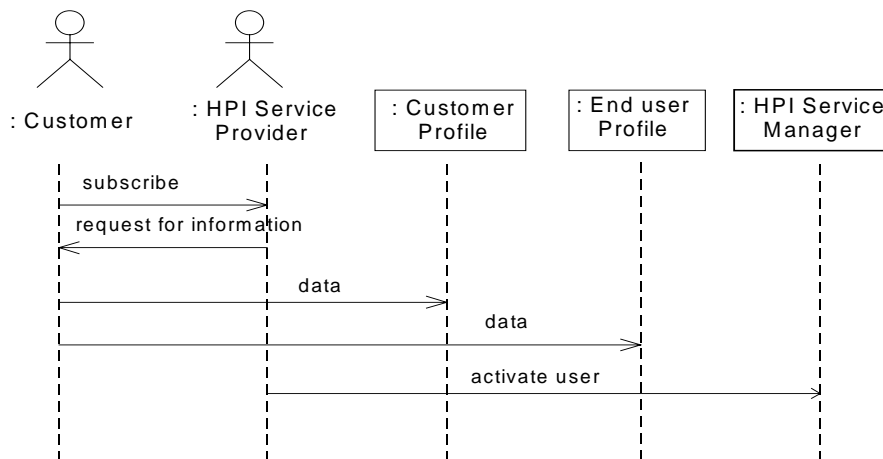 : Customer
: HPI Service
Provider
: Customer
Profile
: End user
Profile
: HPI Service
Manager
subscribe
request for information
data
data
activate user